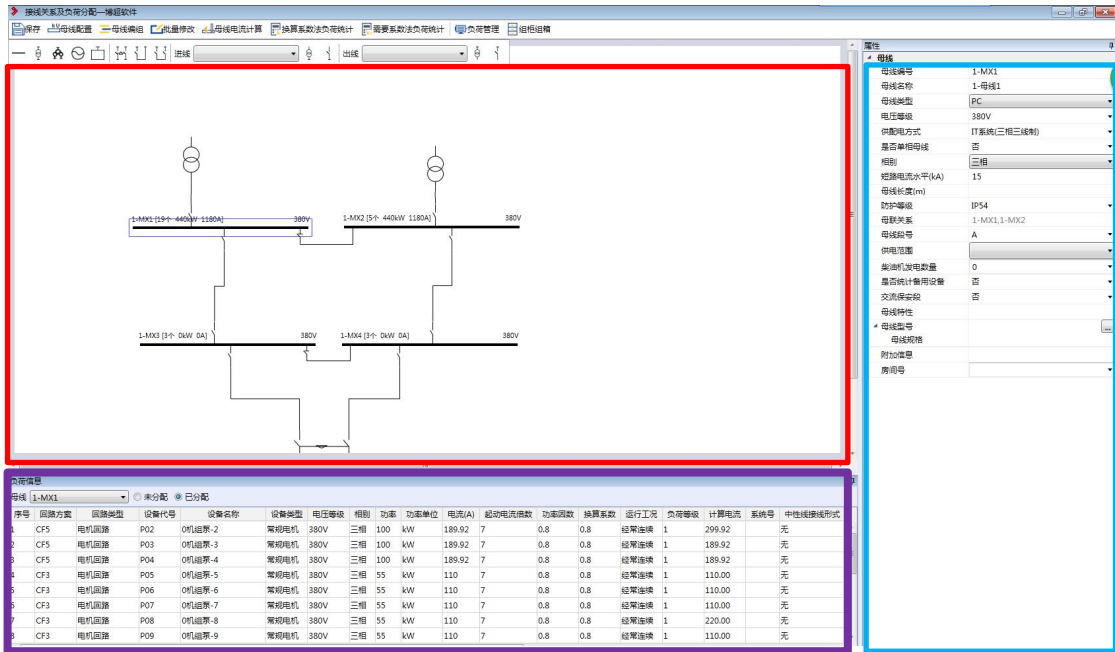 接线关系及负荷分配—博超软件
保存 母线配置 母线编组 批量修改 母线电流计算 换算系数法负荷统计 需要系数法负荷统计 负荷管理 组柜组箱
进线 出线
1-MX1 [19个 440kW 1180A] 380V
1-MX2 [5个 440kW 1180A] 380V
1-MX3 [3个 0kW 0A] 380V
1-MX4 [3个 0kW 0A] 380V
属性
母线
母线编号 1-MX1
母线名称 1-母线1
母线类型 PC
电压等级 380V
供配电方式 IT系统(三相三线制)
是否单相母线 否
相别 三相
短路电流水平(kA) 15
母线长度(m)
防护等级 IP54
母联关系 1-MX1,1-MX2
母线段号 A
供电范围
柴油机发电数量 0
是否统计备用设备 否
交流保安段 否
母线特性
母线型号 ...
母线规格
附加信息
房间号
负荷信息
母线 1-MX1 未分配 已分配
序号 回路方案 回路类型 设备代号 设备名称 设备类型 电压等级 相别 功率 功率单位 电流(A) 起动电流倍数 功率因数 换算系数 运行工况 负荷等级 计算电流 系统号 中性线接线形式
1 CF5 电机回路 P02 0机组泵-2 常规电机 380V 三相 100 kW 189.92 7 0.8 0.8 经常连续 1 299.92 无
2 CF5 电机回路 P03 0机组泵-3 常规电机 380V 三相 100 kW 189.92 7 0.8 0.8 经常连续 1 189.92 无
3 CF5 电机回路 P04 0机组泵-4 常规电机 380V 三相 100 kW 189.92 7 0.8 0.8 经常连续 1 189.92 无
4 CF3 电机回路 P05 0机组泵-5 常规电机 380V 三相 55 kW 110 7 0.8 0.8 经常连续 1 110.00 无
5 CF3 电机回路 P06 0机组泵-6 常规电机 380V 三相 55 kW 110 7 0.8 0.8 经常连续 1 110.00 无
6 CF3 电机回路 P07 0机组泵-7 常规电机 380V 三相 55 kW 110 7 0.8 0.8 经常连续 1 110.00 无
7 CF3 电机回路 P08 0机组泵-8 常规电机 380V 三相 55 kW 110 7 0.8 0.8 经常连续 1 220.00 无
8 CF3 电机回路 P09 0机组泵-9 常规电机 380V 三相 55 kW 110 7 0.8 0.8 经常连续 1 110.00 无